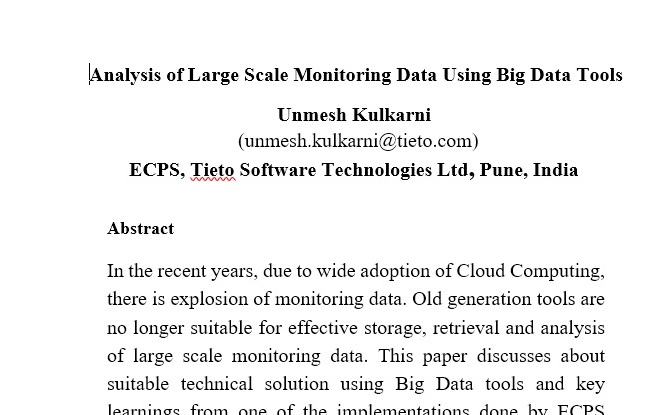 Analysis of Large Scale Monitoring Data Using Big Data Tools
Unmesh Kulkarni
(unmesh.kulkarni@tieto.com)
ECPS, Tieto Software Technologies Ltd, Pune, India
Abstract
In the recent years, due to wide adoption of Cloud Computing,
there is explosion of monitoring data. Old generation tools are
no longer suitable for effective storage, retrieval and analysis
of large scale monitoring data. This paper discusses about
suitable technical solution using Big Data tools and key
learnings from one of the implementations done by ECPS